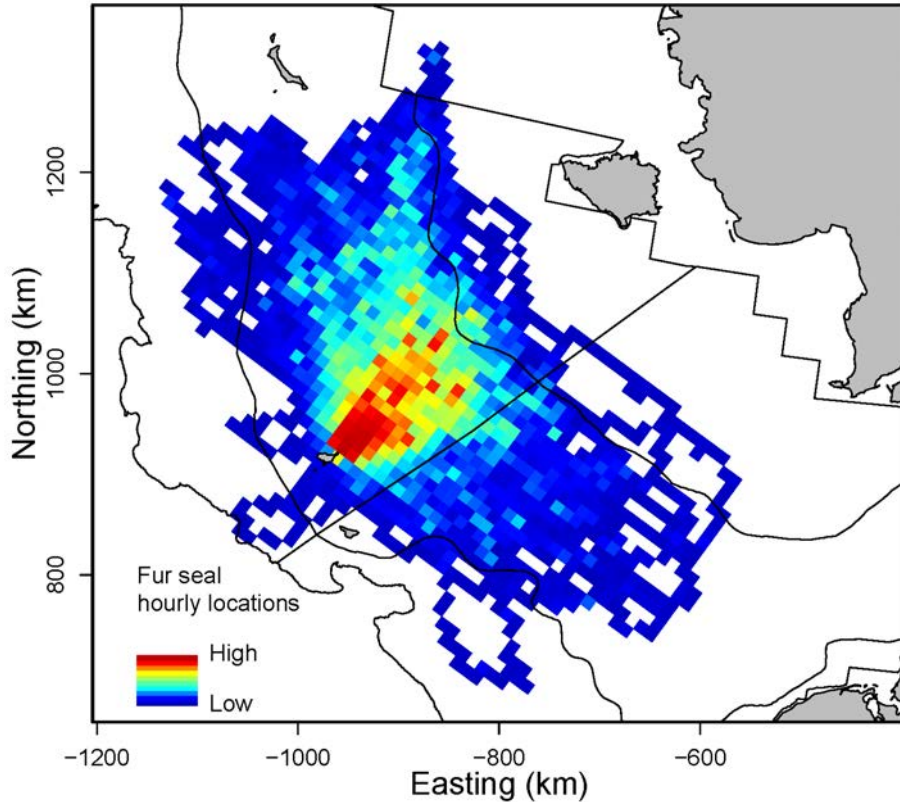 1200
1000
800
Northing (km)
Fur seal
hourly locations
High
Low
−1200
−1000
−800
−600
Easting (km)